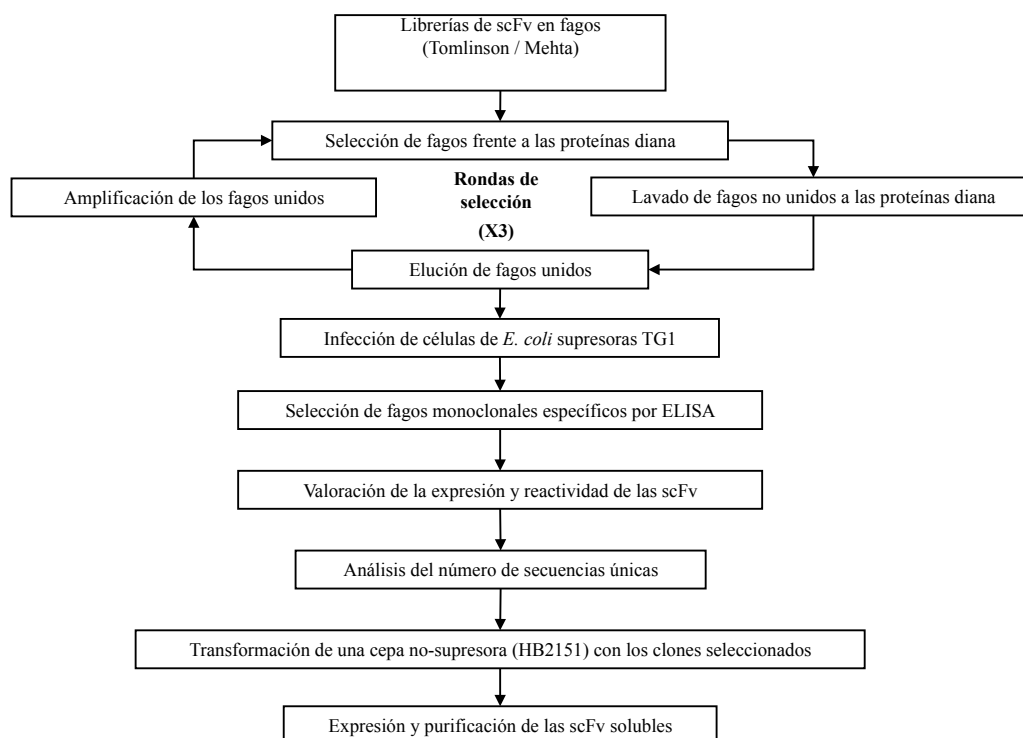 Librerías de scFv en fagos
(Tomlinson / Mehta)
Selección de fagos frente a las proteínas diana
Amplificación de los fagos unidos
Rondas de
selección
(X3)
Lavado de fagos no unidos a las proteínas diana
Elución de fagos unidos
Infección de células de E. coli supresoras TG1
Selección de fagos monoclonales específicos por ELISA
Valoración de la expresión y reactividad de las scFv
Análisis del número de secuencias únicas
Transformación de una cepa no-supresora (HB2151) con los clones seleccionados
Expresión y purificación de las scFv solubles